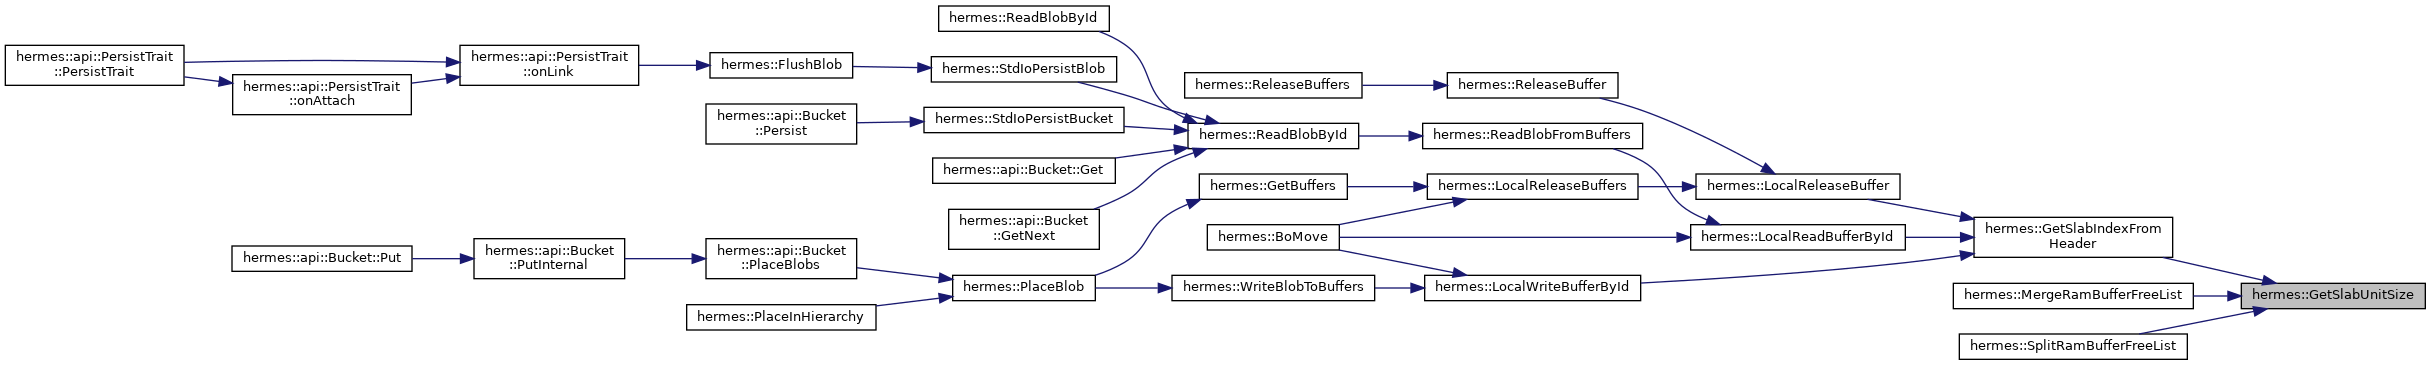 hermes::ReadBlobById
hermes::api::PersistTrait
::PersistTrait
hermes::api::PersistTrait
::onLink
hermes::FlushBlob
hermes::StdIoPersistBlob
hermes::api::PersistTrait
::onAttach
hermes::ReleaseBuffers
hermes::ReleaseBuffer
hermes::api::Bucket
::Persist
hermes::StdIoPersistBucket
hermes::ReadBlobById
hermes::ReadBlobFromBuffers
hermes::api::Bucket::Get
hermes::GetBuffers
hermes::LocalReleaseBuffers
hermes::LocalReleaseBuffer
hermes::api::Bucket
::GetNext
hermes::BoMove
hermes::LocalReadBufferById
hermes::GetSlabIndexFrom
Header
hermes::api::Bucket::Put
hermes::api::Bucket
::PutInternal
hermes::api::Bucket
::PlaceBlobs
hermes::PlaceBlob
hermes::WriteBlobToBuffers
hermes::LocalWriteBufferById
hermes::MergeRamBufferFreeList
hermes::GetSlabUnitSize
hermes::PlaceInHierarchy
hermes::SplitRamBufferFreeList